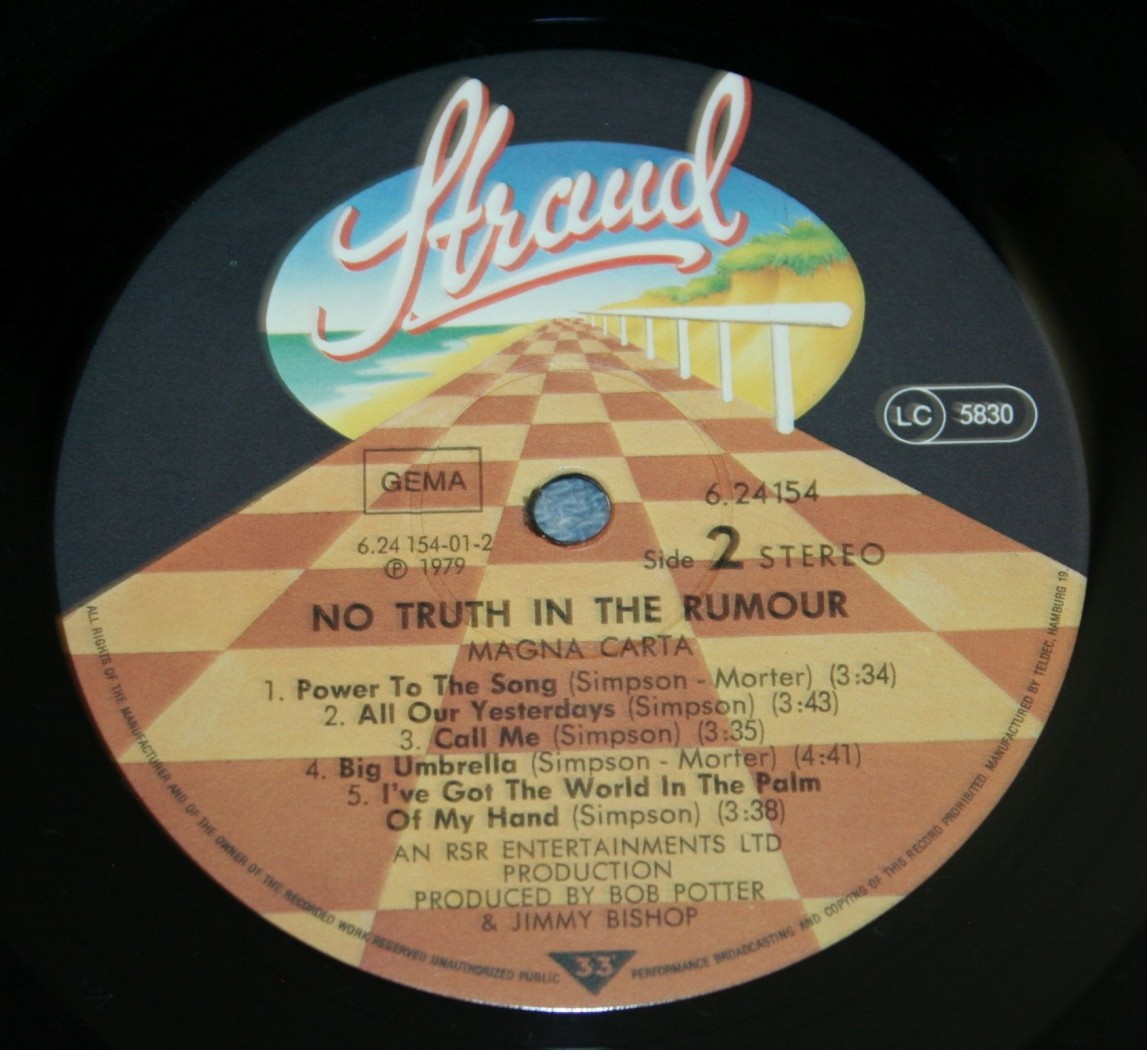 Strand
LC 5830
GEMA
6.24154
6.24 154-01-2
Side 2 STEREO
℗ 1979
NO TRUTH IN THE RUMOUR
MAGNA CARTA
1. Power To The Song (Simpson - Morter) (3:34)
2. All Our Yesterdays (Simpson) (3:43)
3. Call Me (Simpson) (3:35)
4. Big Umbrella (Simpson - Morter) (4:41)
5. I've Got The World In The Palm
Of My Hand (Simpson) (3:38)
AN RSR ENTERTAINMENTS LTD
PRODUCTION
PRODUCED BY BOB POTTER
& JIMMY BISHOP
ALL RIGHTS OF THE MANUFACTURER AND OF THE OWNER OF THE RECORDED WORK RESERVED UNAUTHORIZED PUBLIC PERFORMANCE BROADCASTING AND COPYING OF THIS RECORD PROHIBITED. MANUFACTURED BY TELDEC, HAMBURG 19
33